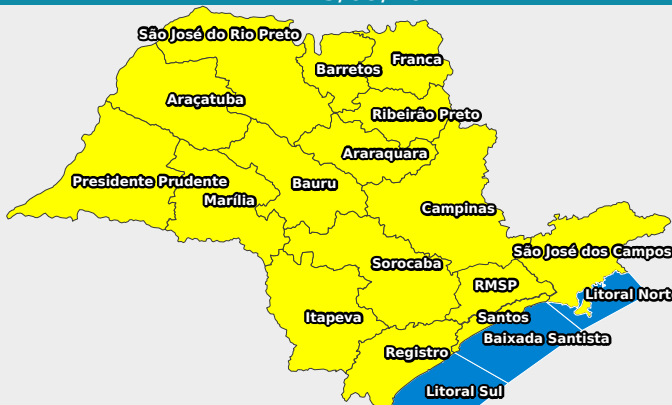 São José do Rio Preto
Franca
Barretos
Araçatuba
Ribeirão Preto
Araraquara
Presidente Prudente
Bauru
Marília
Campinas
São José dos Campos
Sorocaba
RMSP
Litoral Nort
Itapeva
Santos
Baixada Santista
Registro
Litoral Sul